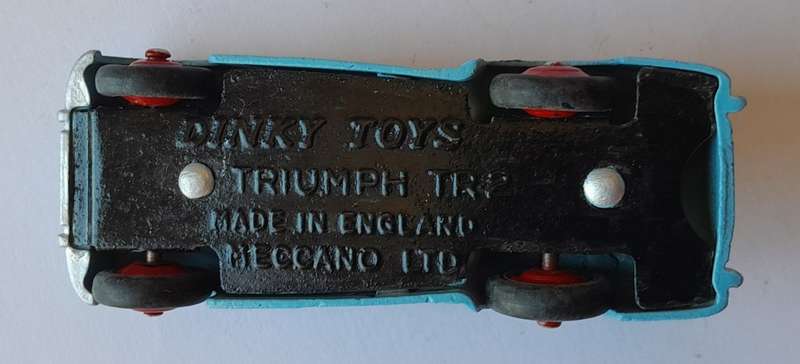 DINKY TOYS
TRIUMPH TR2
MADE IN ENGLAND
MECCANO LTD